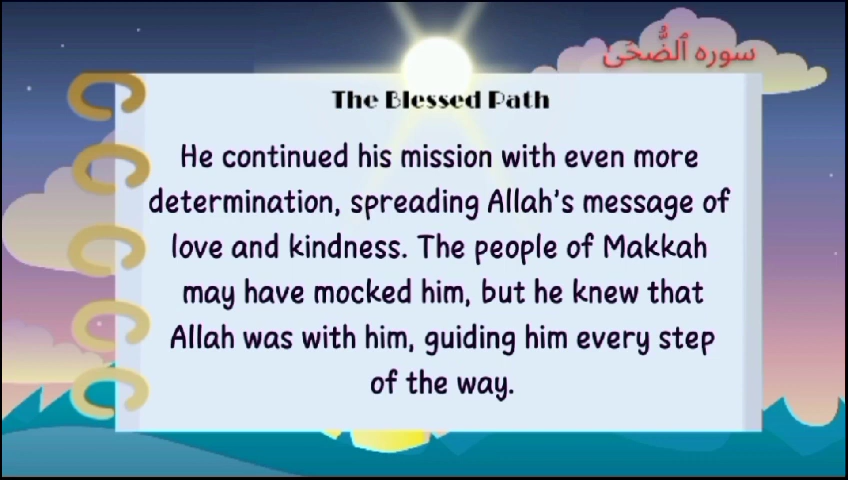 سوره ٱلضُّحَى
The Blessed Path
He continued his mission with even more
determination, spreading Allah's message of
love and kindness. The people of Makkah
may have mocked him, but he knew that
Allah was with him, guiding him every step
of the way.